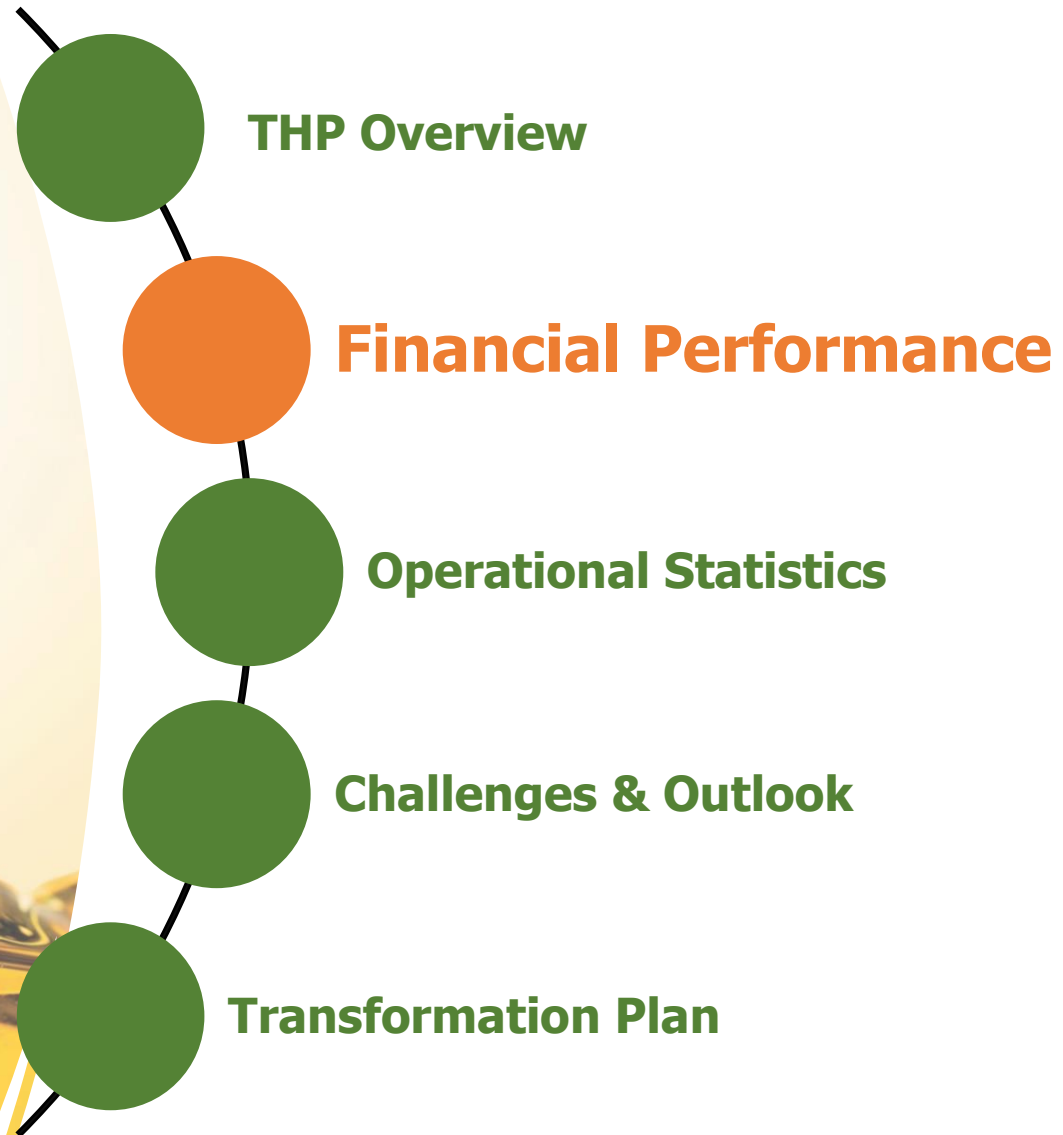 THP Overview
Financial Performance
Operational Statistics
Challenges & Outlook
Transformation Plan